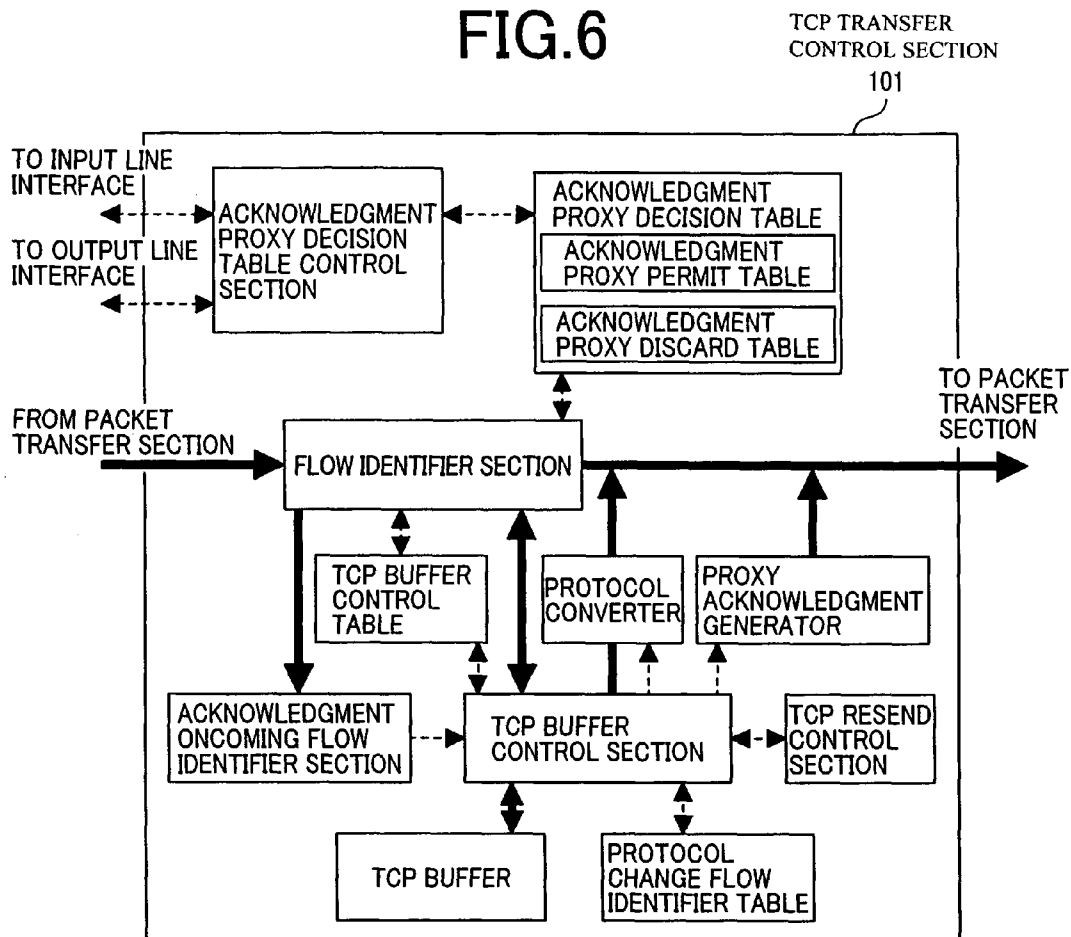 FIG.6
TCP TRANSFER
CONTROL SECTION
101
TO INPUT LINE
INTERFACE
TO OUTPUT LINE
INTERFACE
ACKNOWLEDGMENT
PROXY DECISION
TABLE CONTROL
SECTION
ACKNOWLEDGMENT
PROXY DECISION TABLE
ACKNOWLEDGMENT
PROXY PERMIT TABLE
ACKNOWLEDGMENT
PROXY DISCARD TABLE
FROM PACKET
TRANSFER SECTION
FLOW IDENTIFIER SECTION
TO PACKET
TRANSFER
SECTION
TCP BUFFER
CONTROL
TABLE
PROTOCOL
CONVERTER
PROXY
ACKNOWLEDGMENT
GENERATOR
ACKNOWLEDGMENT
ONCOMING FLOW
IDENTIFIER SECTION
TCP BUFFER
CONTROL SECTION
TCP RESEND
CONTROL
SECTION
TCP BUFFER
PROTOCOL
CHANGE FLOW
IDENTIFIER TABLE